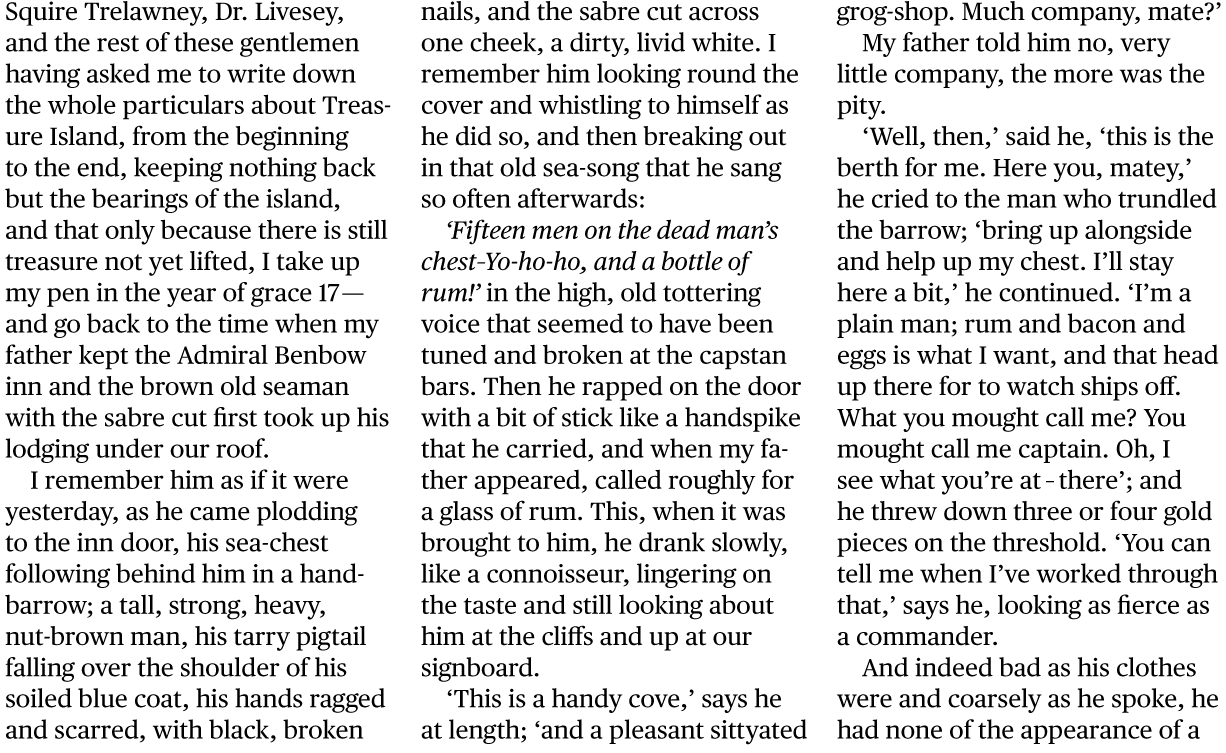 Squire Trelawney, Dr. Livesey,
and the rest of these gentlemen
having asked me to write down
the whole particulars about Treas-
ure Island, from the beginning
to the end, keeping nothing back
but the bearings of the island,
and that only because there is still
treasure not yet lifted, I take up
my pen in the year of grace 17—
and go back to the time when my
father kept the Admiral Benbow
inn and the brown old seaman
with the sabre cut first took up his
lodging under our roof.
I remember him as if it were
yesterday, as he came plodding
to the inn door, his sea-chest
following behind him in a hand-
barrow; a tall, strong, heavy,
nut-brown man, his tarry pigtail
falling over the shoulder of his
soiled blue coat, his hands ragged
and scarred, with black, broken
nails, and the sabre cut across
one cheek, a dirty, livid white. I
remember him looking round the
cover and whistling to himself as
he did so, and then breaking out
in that old sea-song that he sang
so often afterwards:
‘Fifteen men on the dead man’s
chest–Yo-ho-ho, and a bottle of
rum!’ in the high, old tottering
voice that seemed to have been
tuned and broken at the capstan
bars. Then he rapped on the door
with a bit of stick like a handspike
that he carried, and when my fa-
ther appeared, called roughly for
a glass of rum. This, when it was
brought to him, he drank slowly,
like a connoisseur, lingering on
the taste and still looking about
him at the cliffs and up at our
signboard.
‘This is a handy cove,’ says he
at length; ‘and a pleasant sittyated
grog-shop. Much company, mate?’
My father told him no, very
little company, the more was the
pity.
‘Well, then,’ said he, ‘this is the
berth for me. Here you, matey,’
he cried to the man who trundled
the barrow; ‘bring up alongside
and help up my chest. I’ll stay
here a bit,’ he continued. ‘I’m a
plain man; rum and bacon and
eggs is what I want, and that head
up there for to watch ships off.
What you mought call me? You
mought call me captain. Oh, I
see what you’re at – there’; and
he threw down three or four gold
pieces on the threshold. ‘You can
tell me when I’ve worked through
that,’ says he, looking as fierce as
a commander.
And indeed bad as his clothes
were and coarsely as he spoke, he
had none of the appearance of a